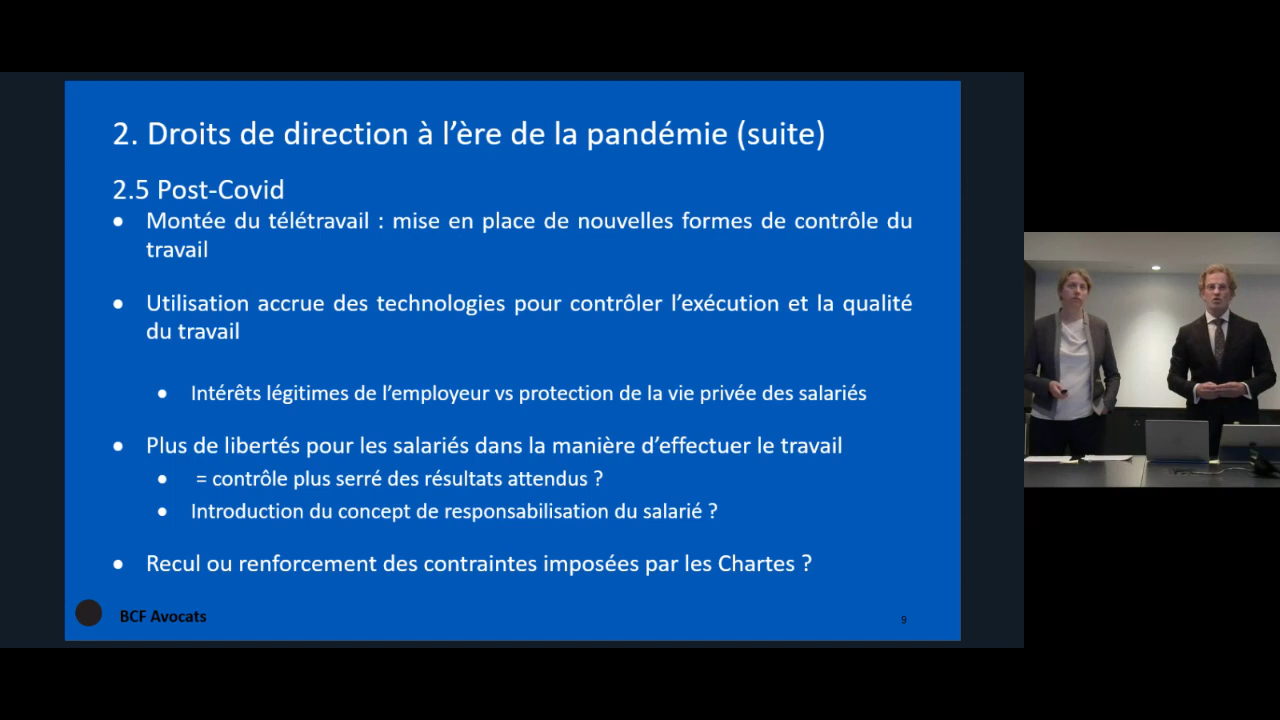 2. Droits de direction à l'ère de la pandémie (suite)
2.5 Post-Covid
• Montée du télétravail : mise en place de nouvelles formes de contrôle du
travail
• Utilisation accrue des technologies pour contrôler l'exécution et la qualité
du travail
• Intérêts légitimes de l'employeur vs protection de la vie privée des salariés
• Plus de libertés pour les salariés dans la manière d'effectuer le travail
• = contrôle plus serré des résultats attendus ?
• Introduction du concept de responsabilisation du salarié ?
• Recul ou renforcement des contraintes imposées par les Chartes ?
BCF Avocats
9